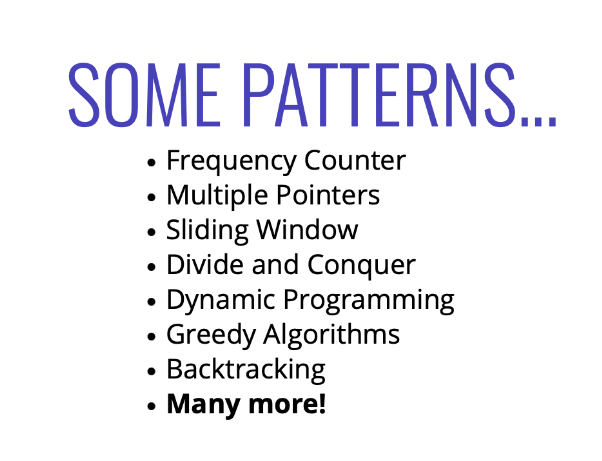 SOME PATTERNS...
• Frequency Counter
• Multiple Pointers
• Sliding Window
• Divide and Conquer
• Dynamic Programming
• Greedy Algorithms
• Backtracking
• Many more!